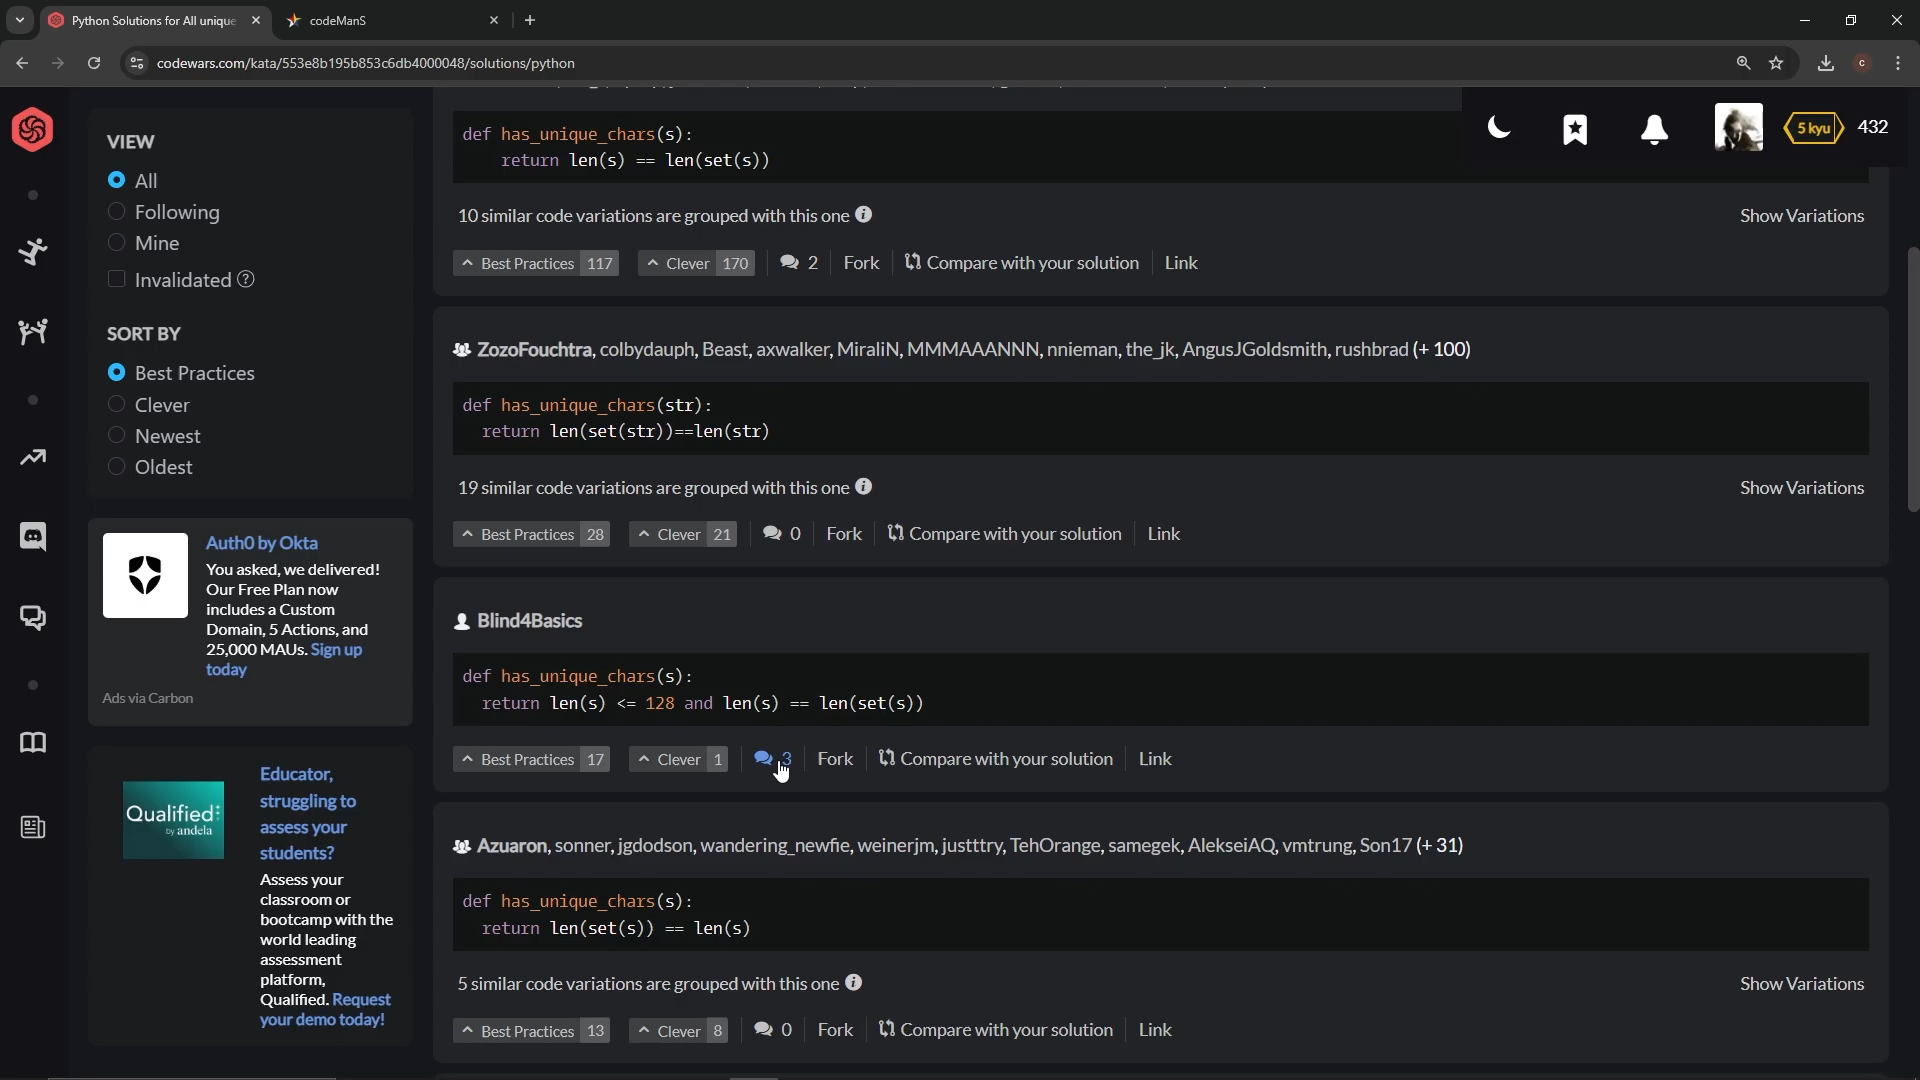 Python Solutions for All unique
codeManS
codewars.com/kata/553e8b195b853c6db4000048/solutions/python
C
5 kyu
432
VIEW
All
Following
Mine
Invalidated ?
SORT BY
Best Practices
Clever
Newest
Oldest
Auth0 by Okta
You asked, we delivered!
Our Free Plan now
includes a Custom
Domain, 5 Actions, and
25,000 MAUs. Sign up
today
Ads via Carbon
Qualified
by andela
Educator,
struggling to
assess your
students?
Assess your
classroom or
bootcamp with the
world leading
assessment
platform,
Qualified. Request
your demo today!
def has_unique_chars(s):
return len(s) == len(set(s))
10 similar code variations are grouped with this one
Show Variations
Best Practices 117 Clever 170 2 Fork Compare with your solution Link
ZozoFouchtra, colbydauph, Beast, axwalker, MiraliN, MMMAAANNN, nnieman, the_jk, AngusJGoldsmith, rushbrad (+ 100)
def has_unique_chars(str):
return len(set(str))==len(str)
19 similar code variations are grouped with this one
Show Variations
Best Practices 28 Clever 21 0 Fork Compare with your solution Link
Blind4Basics
def has_unique_chars(s):
return len(s) <= 128 and len(s) == len(set(s))
Best Practices 17 Clever 1 3 Fork Compare with your solution Link
Azuaron, sonner, jgdodson, wandering_newfie, weinerjm, justttry, TehOrange, samegek, AlekseiAQ, vmtrung, Son17 (+ 31)
def has_unique_chars(s):
return len(set(s)) == len(s)
5 similar code variations are grouped with this one
Show Variations
Best Practices 13 Clever 8 0 Fork Compare with your solution Link